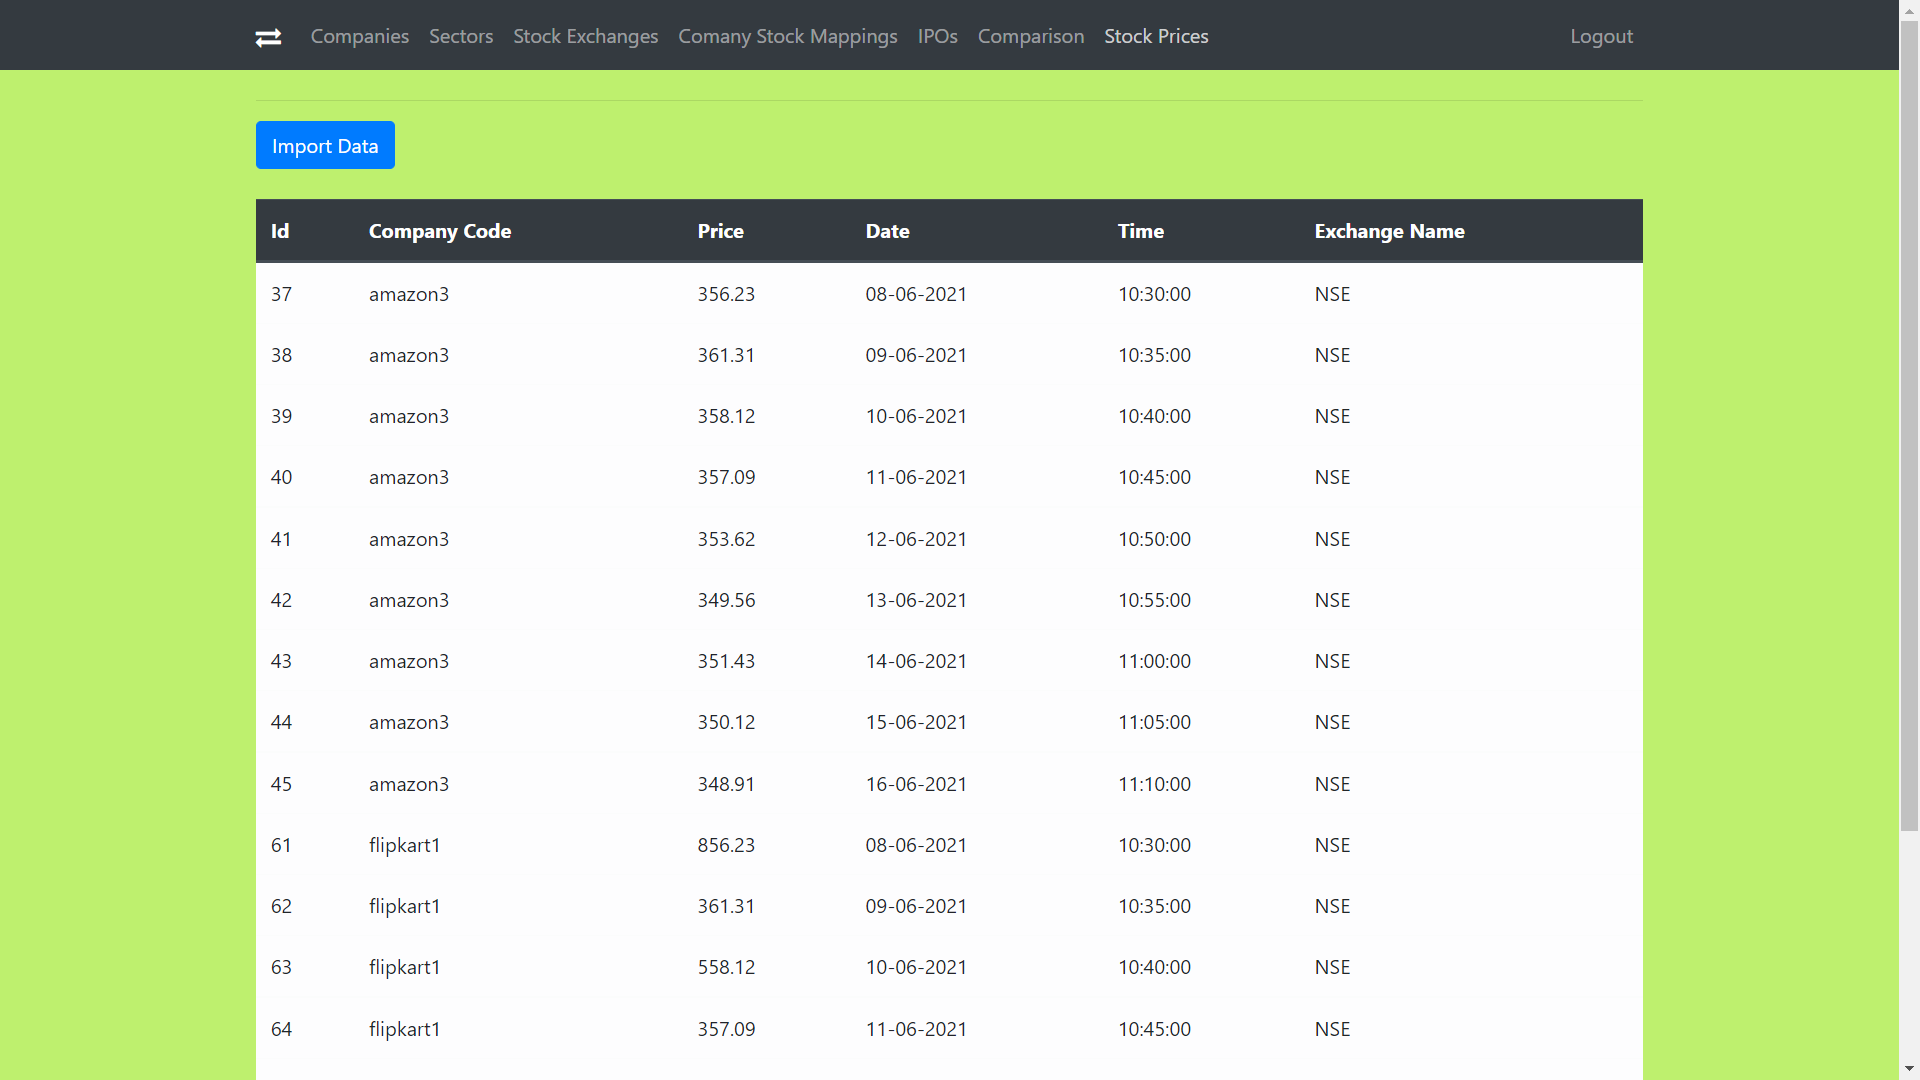 Companies Sectors Stock Exchanges Comany Stock Mappings IPOs Comparison Stock Prices Logout
Import Data
Id Company Code Price Date Time Exchange Name
37 amazon3 356.23 08-06-2021 10:30:00 NSE
38 amazon3 361.31 09-06-2021 10:35:00 NSE
39 amazon3 358.12 10-06-2021 10:40:00 NSE
40 amazon3 357.09 11-06-2021 10:45:00 NSE
41 amazon3 353.62 12-06-2021 10:50:00 NSE
42 amazon3 349.56 13-06-2021 10:55:00 NSE
43 amazon3 351.43 14-06-2021 11:00:00 NSE
44 amazon3 350.12 15-06-2021 11:05:00 NSE
45 amazon3 348.91 16-06-2021 11:10:00 NSE
61 flipkart1 856.23 08-06-2021 10:30:00 NSE
62 flipkart1 361.31 09-06-2021 10:35:00 NSE
63 flipkart1 558.12 10-06-2021 10:40:00 NSE
64 flipkart1 357.09 11-06-2021 10:45:00 NSE